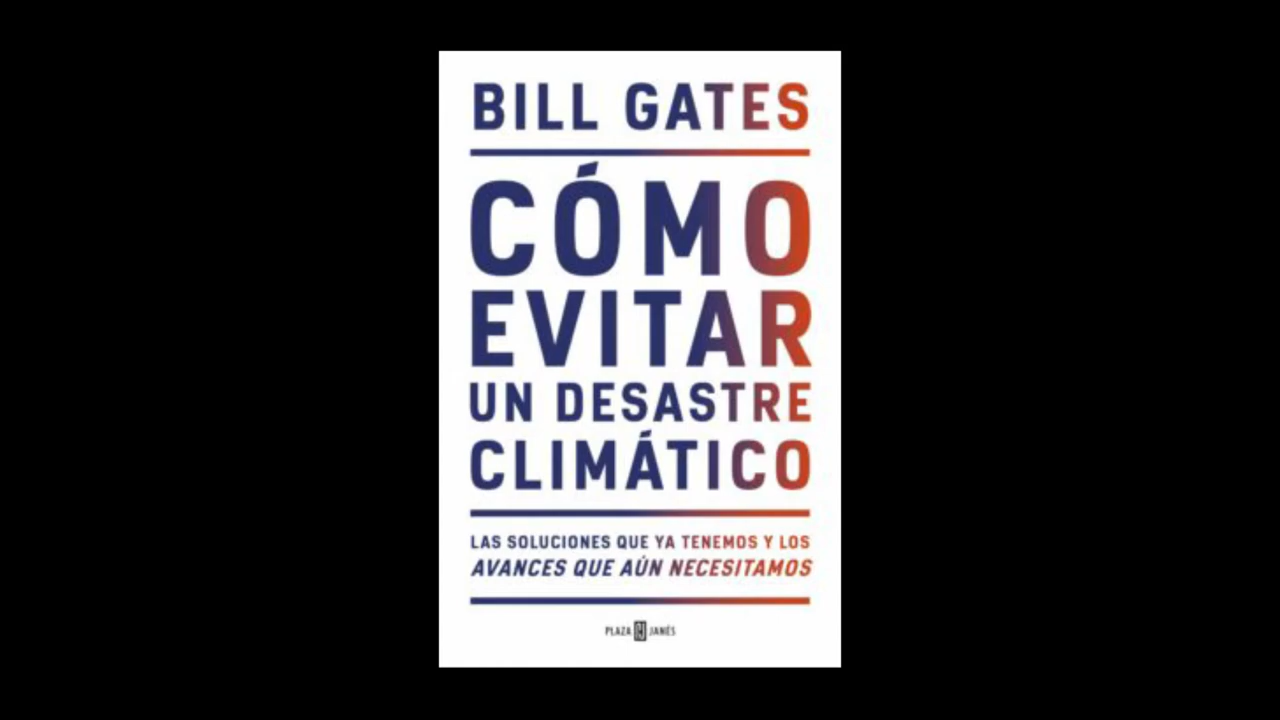 BILL GATES
CÓMO
EVITAR
UN DESASTRE
CLIMÁTICO
LAS SOLUCIONES QUE YA TENEMOS Y LOS
AVANCES QUE AÚN NECESITAMOS
PLAZA PJ JANÉS